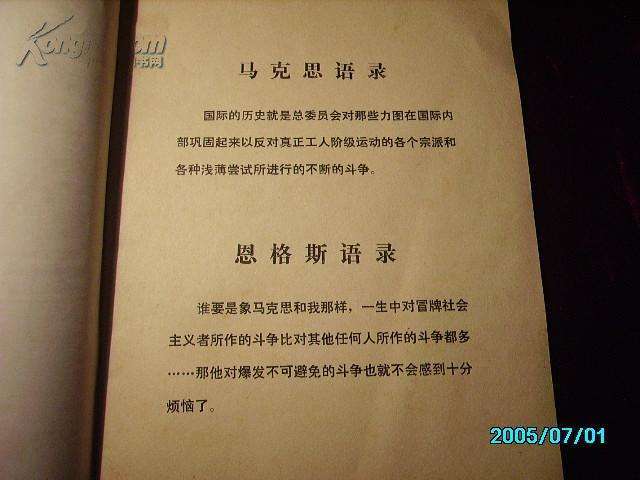 Kongfz.com
马克思语录
国际的历史就是总委员会对那些力图在国际内
部巩固起来以反对真正工人阶级运动的各个宗派和
各种浅薄尝试所进行的不断的斗争。
恩格斯语录
谁要是象马克思和我那样，一生中对冒牌社会
主义者所作的斗争比对其他任何人所作的斗争都多
……那他对爆发不可避免的斗争也就不会感到十分
烦恼了。
2005/07/01